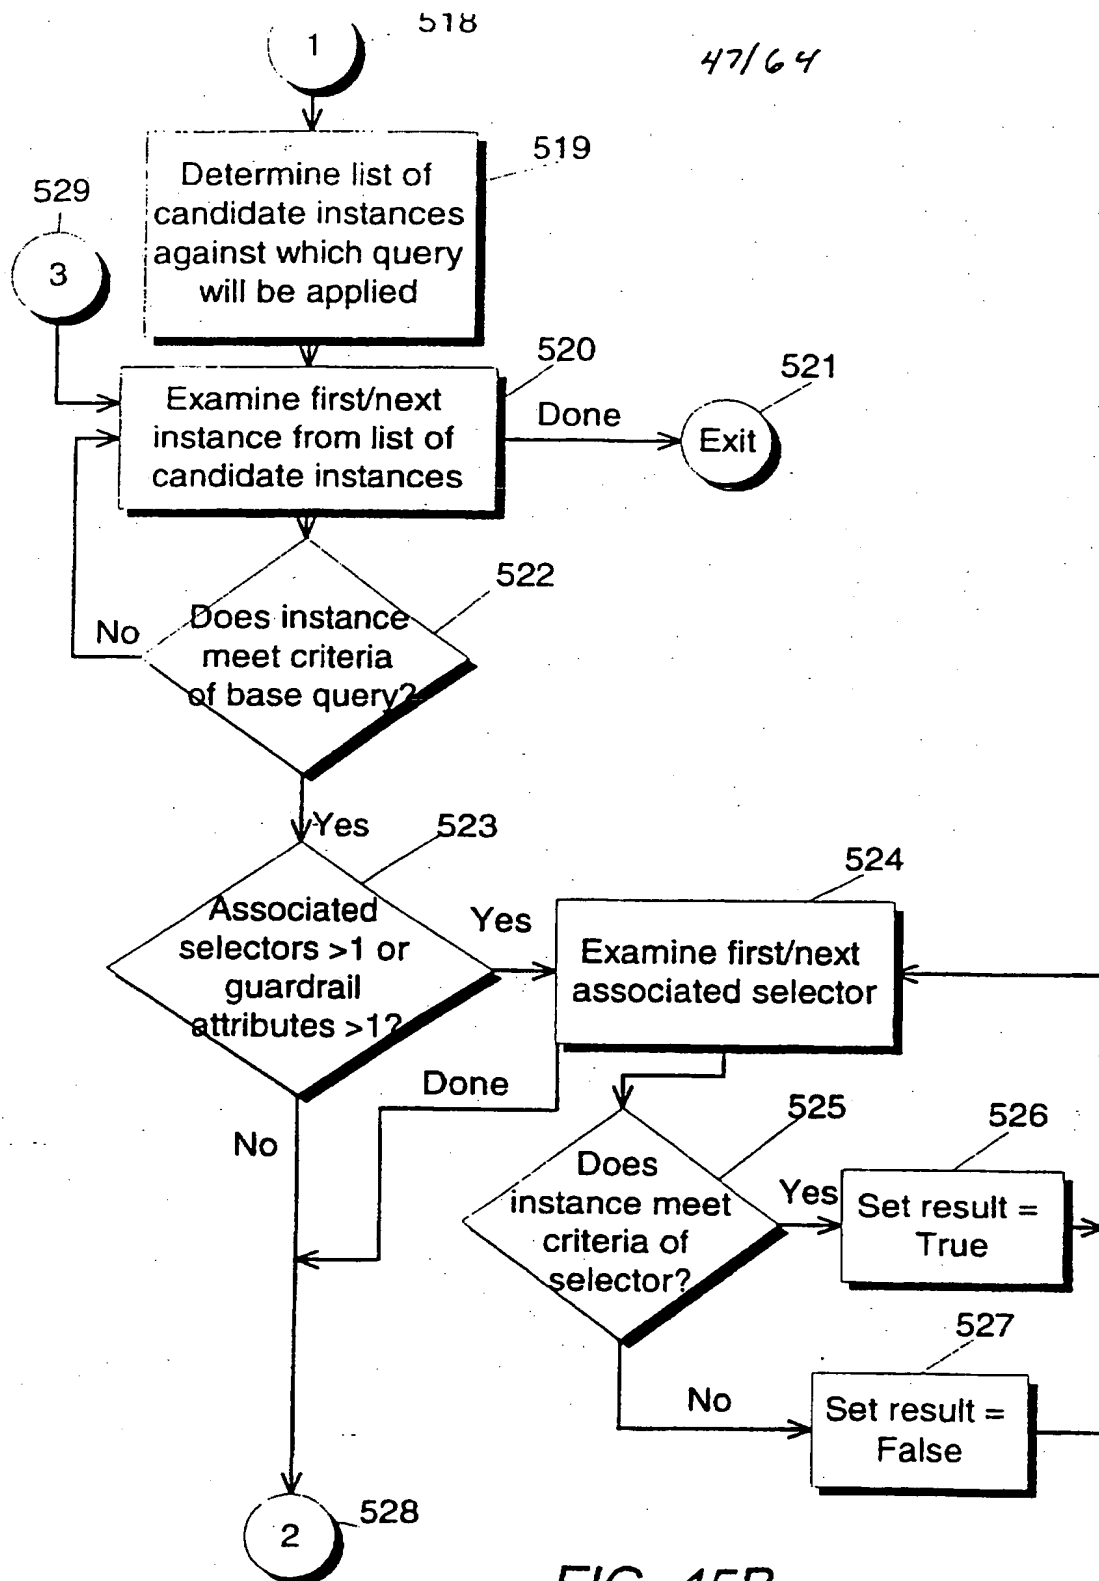 518
1
47/64
519
Determine list of
candidate instances
against which query
will be applied
529
3
520
521
Examine first/next
instance from list of
candidate instances
Done
Exit
522
Does instance
meet criteria
of base query?
No
Yes
523
524
Associated
selectors >1 or
guardrail
attributes >1?
Yes
Examine first/next
associated selector
Done
No
525
526
Does
instance meet
criteria of
selector?
Yes
Set result =
True
527
No
Set result =
False
2
528
FIG. 45B